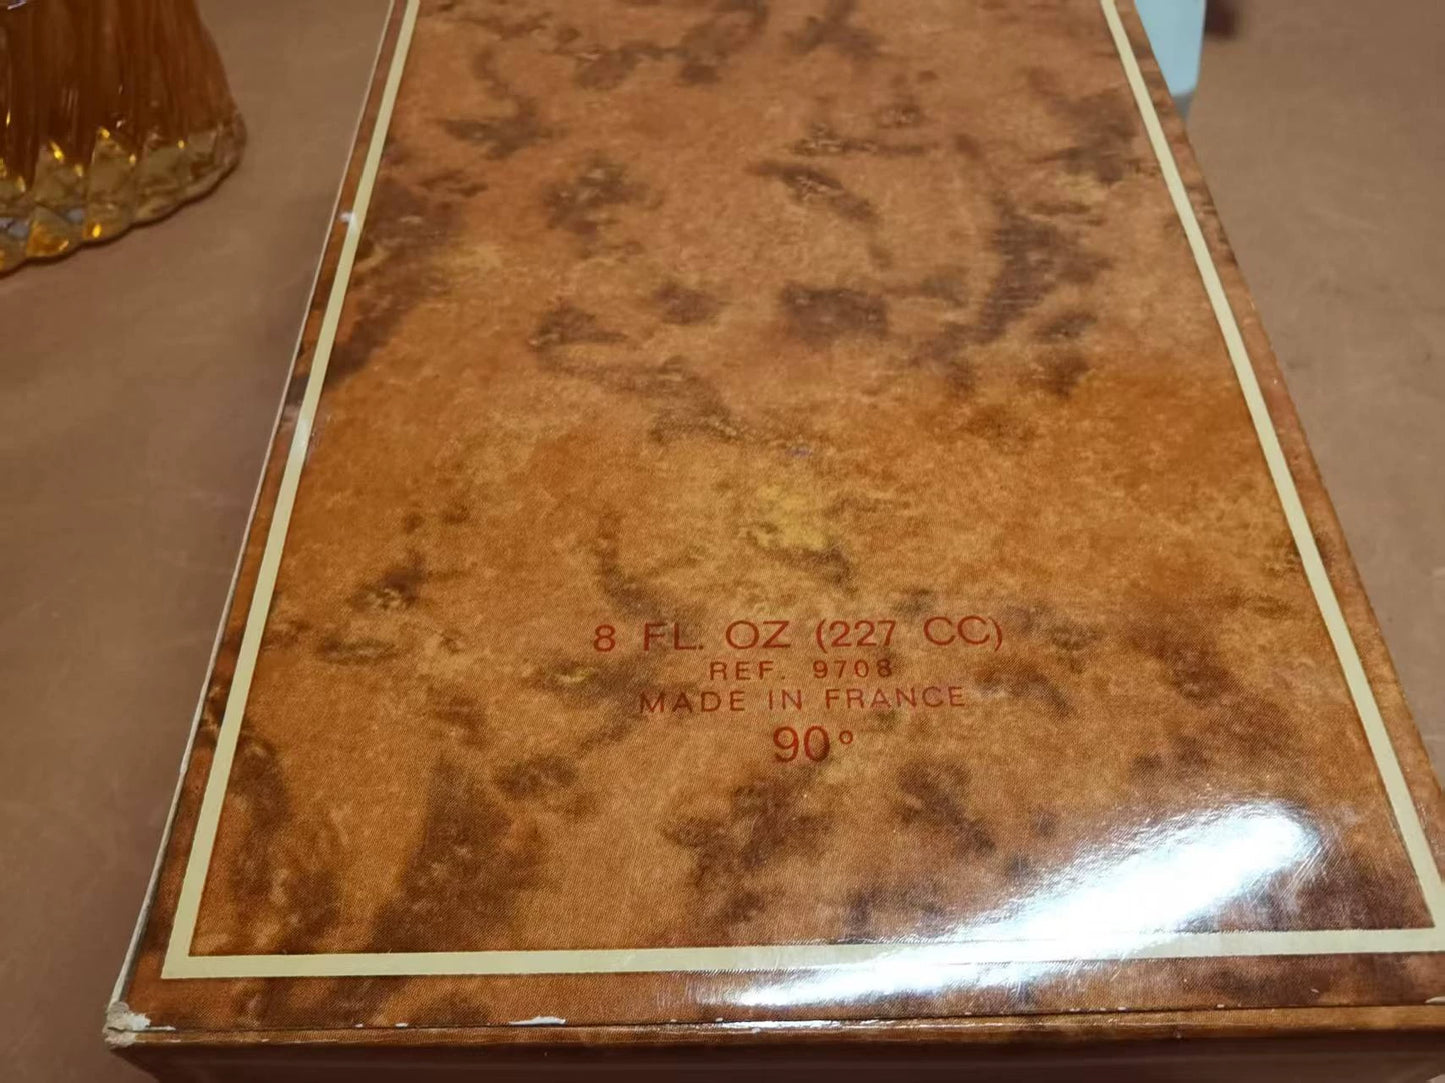 8 FL. OZ (227 CC)
REF. 9708
MADE IN FRANCE
90°